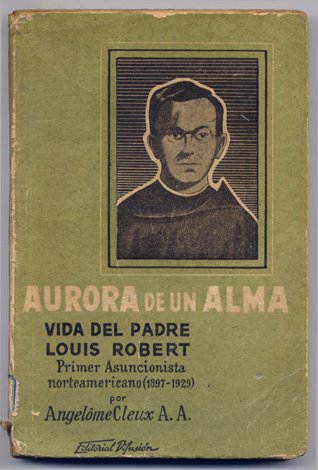 AURORA DE UN ALMA
VIDA DEL PADRE
LOUIS ROBERT
Primer Asuncionista
norteamericano (1897-1929)
por
Angelôme Cleux A. A.
Editorial Difusión